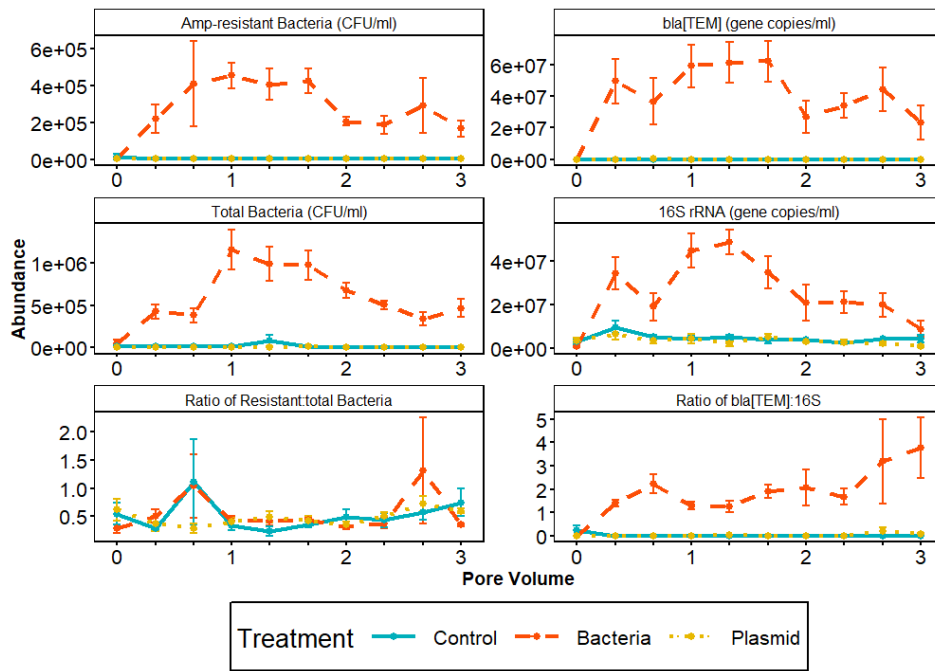 Amp-resistant Bacteria (CFU/ml)
bla[TEM] (gene copies/ml)
6e+05
4e+05
2e+05
0e+00
0
1
2
3
6e+07
4e+07
2e+07
0e+00
0
1
2
3
Total Bacteria (CFU/ml)
16S rRNA (gene copies/ml)
Abundance
1e+06
5e+05
0e+00
0
1
2
3
4e+07
2e+07
0e+00
0
1
2
3
Ratio of Resistant:total Bacteria
Ratio of bla[TEM]:16S
2.0
1.5
1.0
0.5
0
1
2
3
5
4
3
2
1
0
0
1
2
3
Pore Volume
Treatment Control Bacteria Plasmid